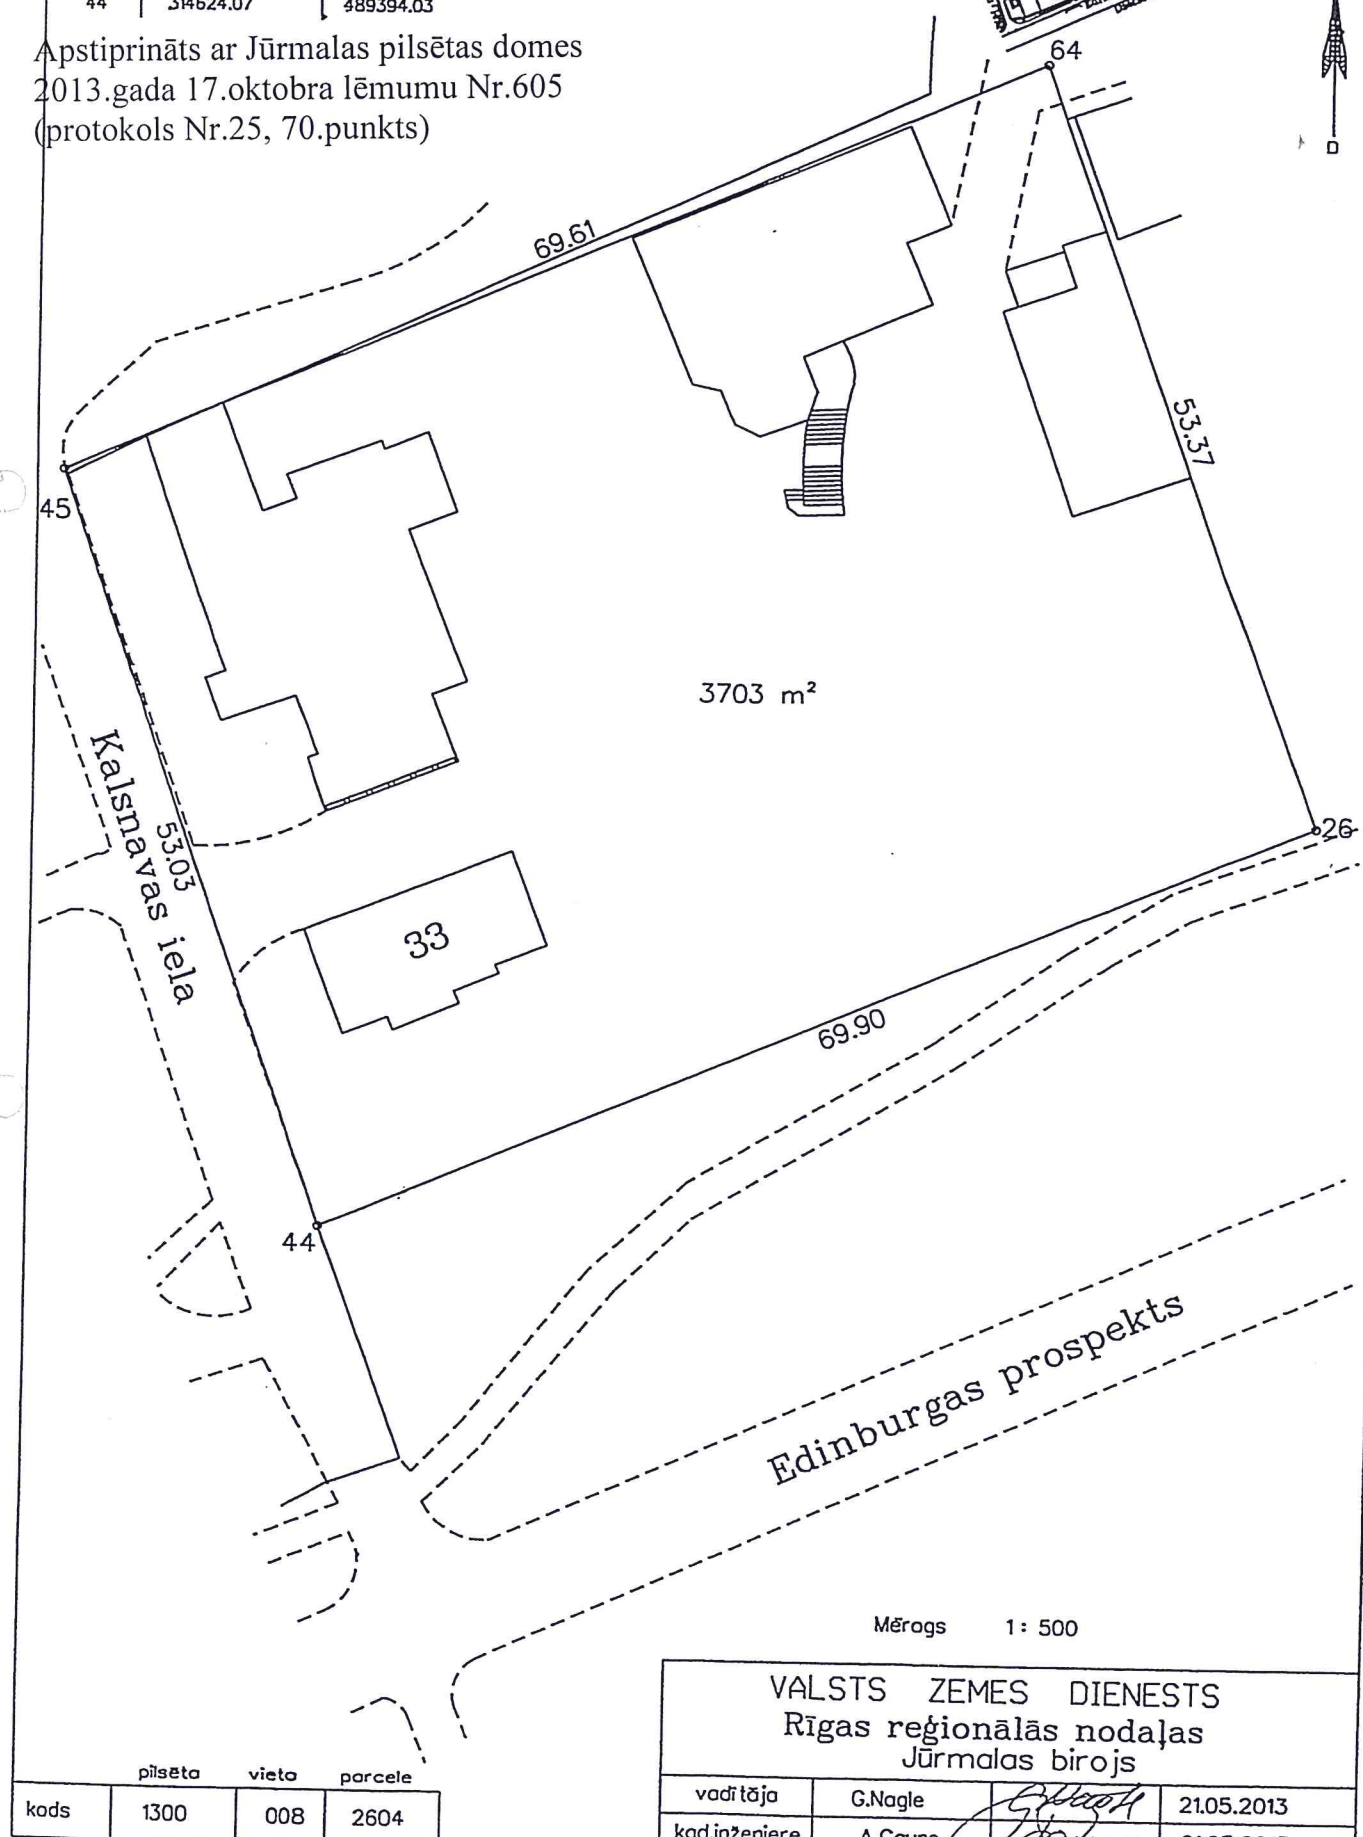 44 314624.07 489394.03
Apstiprināts ar Jūrmalas pilsētas domes
2013.gada 17.oktobra lēmumu Nr.605
(protokols Nr.25, 70.punkts)
64
69.61
45
53.37
3703 m²
Kalsnavas iela
53.03
26
33
69.90
44
Edinburgas prospekts
Mērogs 1: 500
VALSTS ZEMES DIENESTS
Rīgas reģionālās nodaļas
Jūrmalas birojs
vadītāja G.Nagle 21.05.2013
kad.inženiere
pilsēta vieta parcele
kods 1300 008 2604